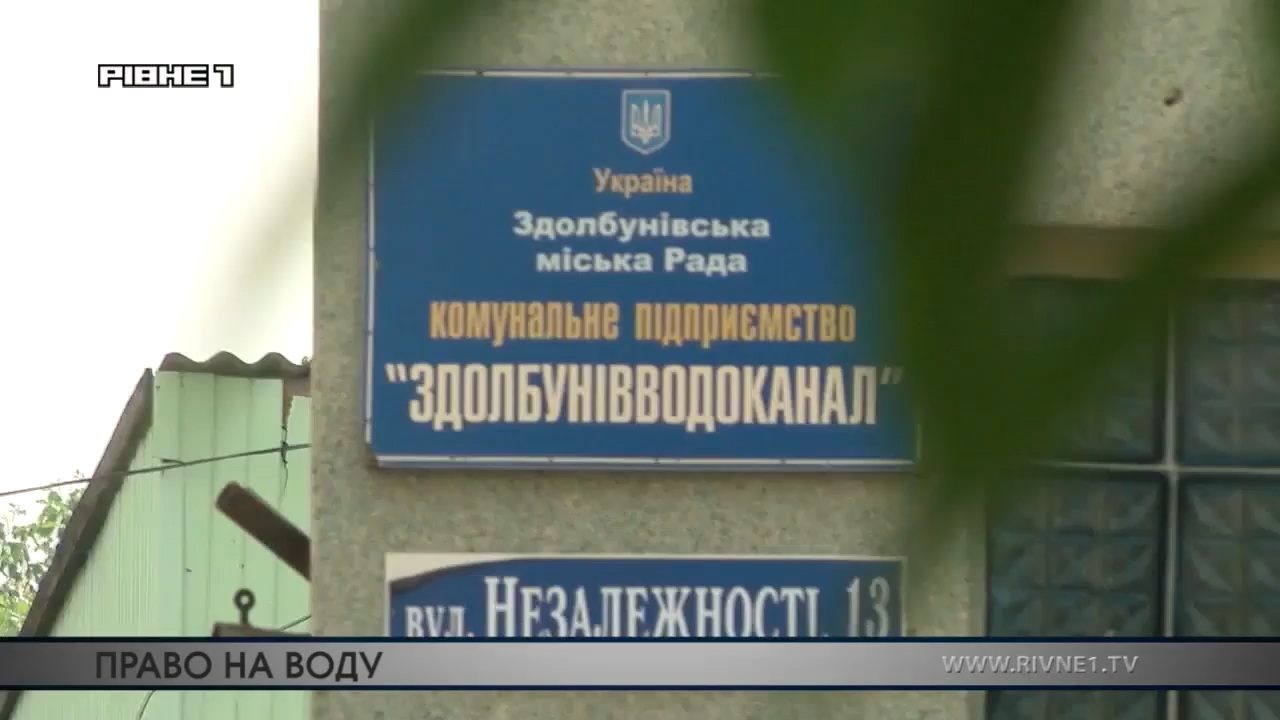 РІВНЕ 1
Україна
Здолбунівська
міська Рада
комунальне підприємство
"ЗДОЛБУНІВВОДОКАНАЛ"
вул. НЕЗАЛЕЖНОСТІ, 13
ПРАВО НА ВОДУ
WWW.RIVNE1.TV